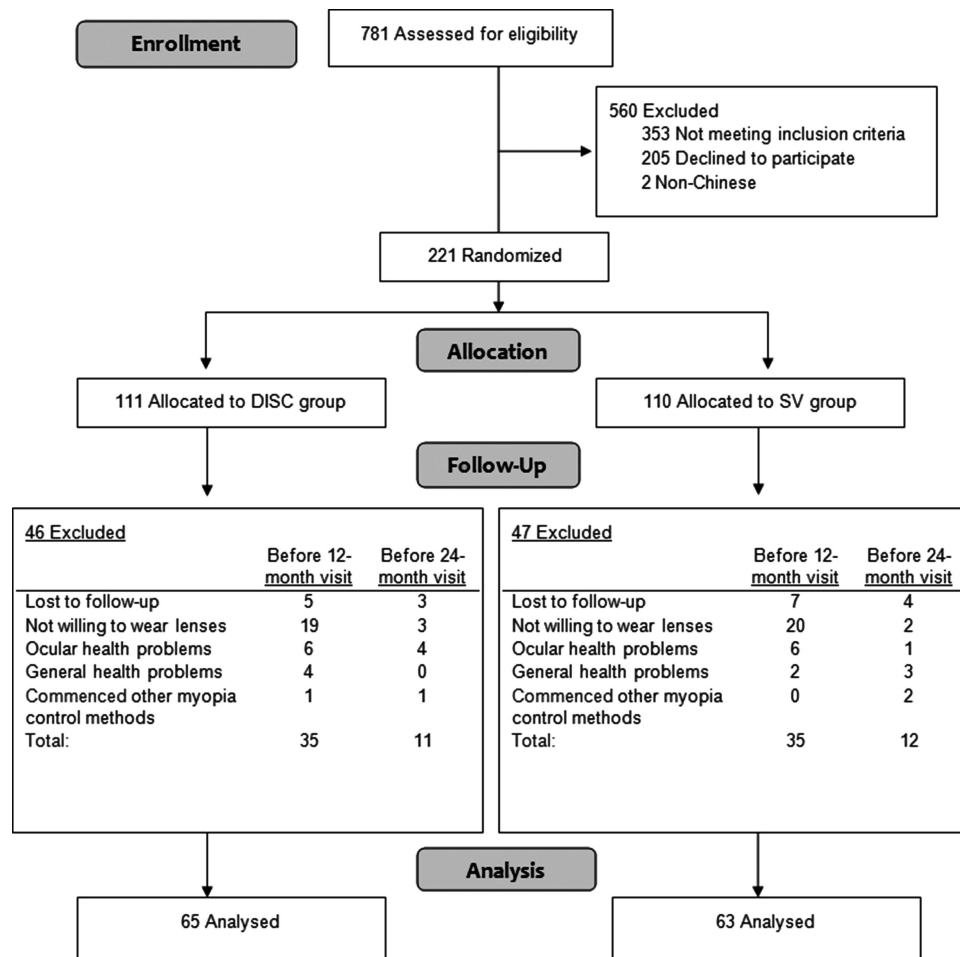 Enrollment
781 Assessed for eligibility
560 Excluded
353 Not meeting inclusion criteria
205 Declined to participate
2 Non-Chinese
221 Randomized
Allocation
111 Allocated to DISC group
110 Allocated to SV group
Follow-Up
46 Excluded
Before 12- Before 24-
month visit month visit
Lost to follow-up 5 3
Not willing to wear lenses 19 3
Ocular health problems 6 4
General health problems 4 0
Commenced other myopia 1 1
control methods
Total: 35 11
47 Excluded
Before 12- Before 24-
month visit month visit
Lost to follow-up 7 4
Not willing to wear lenses 20 2
Ocular health problems 6 1
General health problems 2 3
Commenced other myopia 0 2
control methods
Total: 35 12
Analysis
65 Analysed
63 Analysed